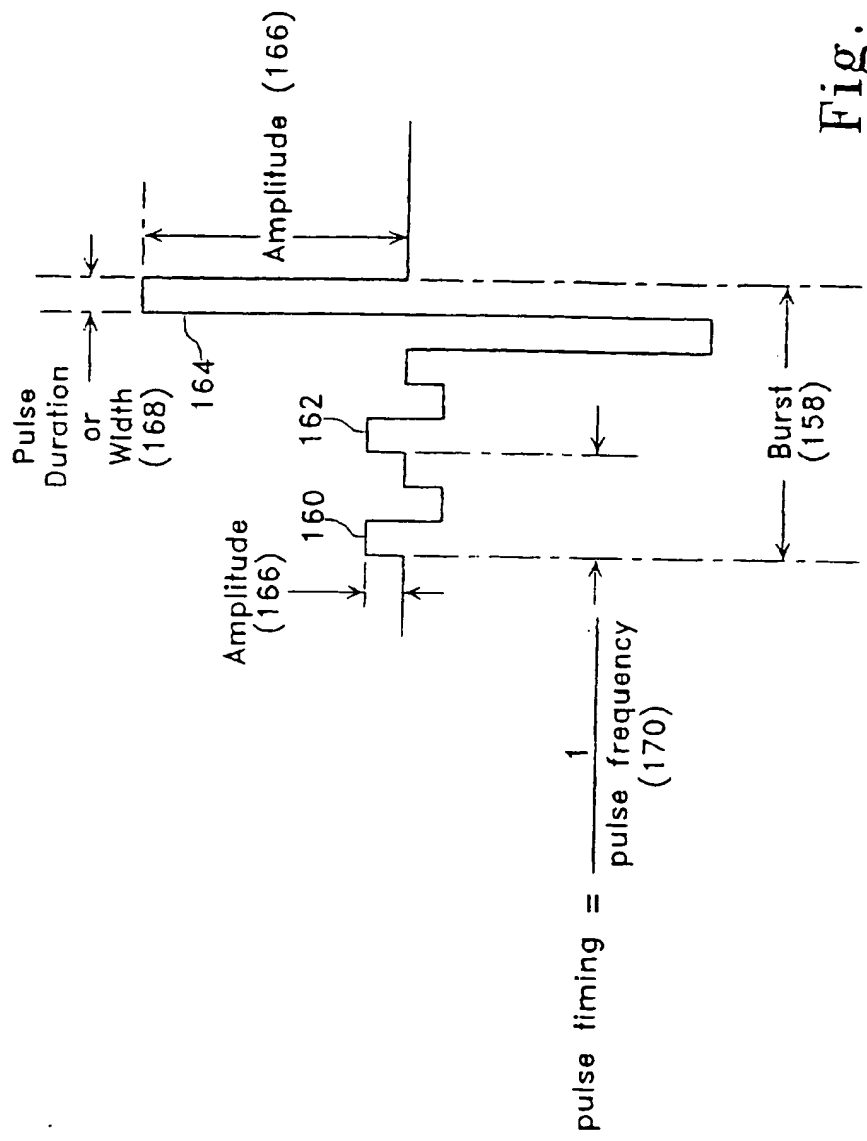 Pulse
Duration
or
Width
(168)
164
Amplitude (166)
Amplitude
(166)
160
162
pulse timing =
1
pulse frequency
(170)
Burst
(158)
Fig.